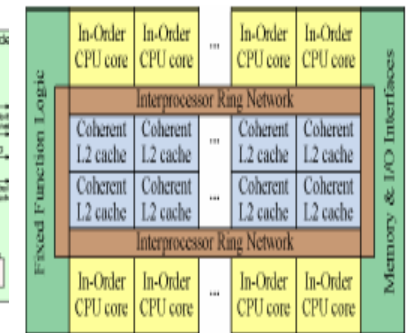 Fixed Function Logic
In-Order In-Order ... In-Order In-Order
CPU core CPU core CPU core CPU core
Interprocessor Ring Network
Coherent Coherent ... Coherent Coherent
L2 cache L2 cache L2 cache L2 cache
Coherent Coherent ... Coherent Coherent
L2 cache L2 cache L2 cache L2 cache
Interprocessor Ring Network
In-Order In-Order ... In-Order In-Order
CPU core CPU core CPU core CPU core
Memory & I/O Interfaces